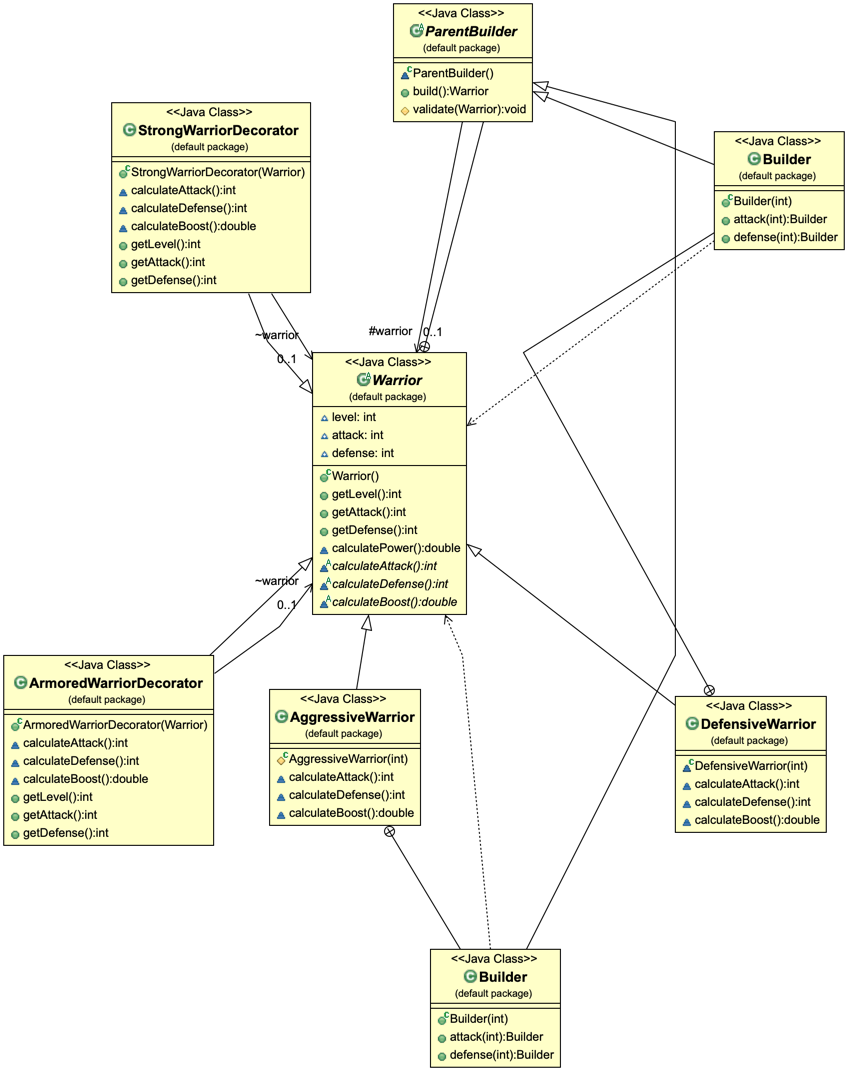 <<Java Class>>
ParentBuilder
(default package)
ParentBuilder()
build():Warrior
validate(Warrior):void
<<Java Class>>
StrongWarriorDecorator
(default package)
StrongWarriorDecorator(Warrior)
calculateAttack():int
calculateDefense():int
calculateBoost():double
getLevel():int
getAttack():int
getDefense():int
<<Java Class>>
Builder
(default package)
Builder(int)
attack(int):Builder
defense(int):Builder
~warrior
0..1
#warrior
0..1
<<Java Class>>
Warrior
(default package)
level: int
attack: int
defense: int
Warrior()
getLevel():int
getAttack():int
getDefense():int
calculatePower():double
calculateAttack():int
calculateDefense():int
calculateBoost():double
~warrior
0..1
<<Java Class>>
ArmoredWarriorDecorator
(default package)
ArmoredWarriorDecorator(Warrior)
calculateAttack():int
calculateDefense():int
calculateBoost():double
getLevel():int
getAttack():int
getDefense():int
<<Java Class>>
AggressiveWarrior
(default package)
AggressiveWarrior(int)
calculateAttack():int
calculateDefense():int
calculateBoost():double
<<Java Class>>
DefensiveWarrior
(default package)
DefensiveWarrior(int)
calculateAttack():int
calculateDefense():int
calculateBoost():double
<<Java Class>>
Builder
(default package)
Builder(int)
attack(int):Builder
defense(int):Builder